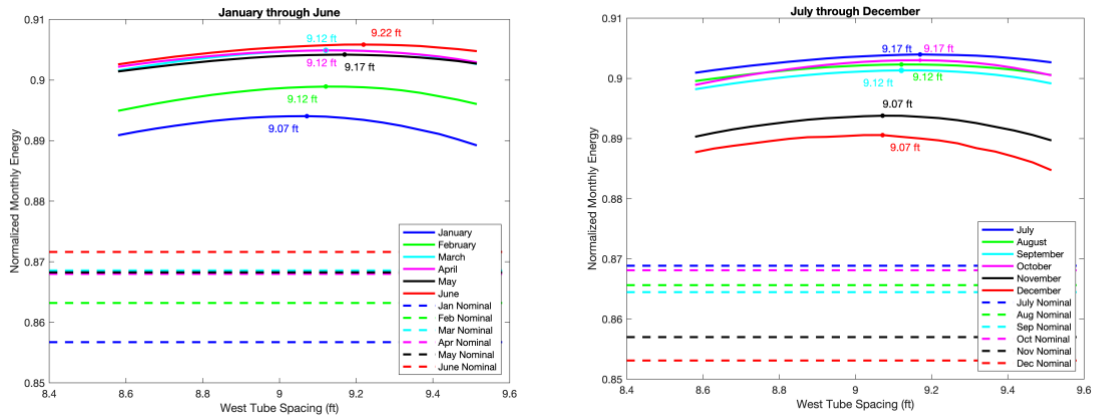 January through June
0.91
0.9
0.89
0.88
0.87
0.86
0.85
Normalized Monthly Energy
9.12 ft
9.22 ft
9.12 ft
9.17 ft
9.12 ft
9.07 ft
January
February
March
April
May
June
Jan Nominal
Feb Nominal
Mar Nominal
Apr Nominal
May Nominal
June Nominal
8.4 8.6 8.8 9 9.2 9.4 9.6
West Tube Spacing (ft)
July through December
0.91
0.9
0.89
0.88
0.87
0.86
0.85
Normalized Monthly Energy
9.17 ft 9.17 ft
9.12 ft
9.12 ft
9.07 ft
9.07 ft
July
August
September
October
November
December
July Nominal
Aug Nominal
Sep Nominal
Oct Nominal
Nov Nominal
Dec Nominal
8.4 8.6 8.8 9 9.2 9.4 9.6
West Tube Spacing (ft)